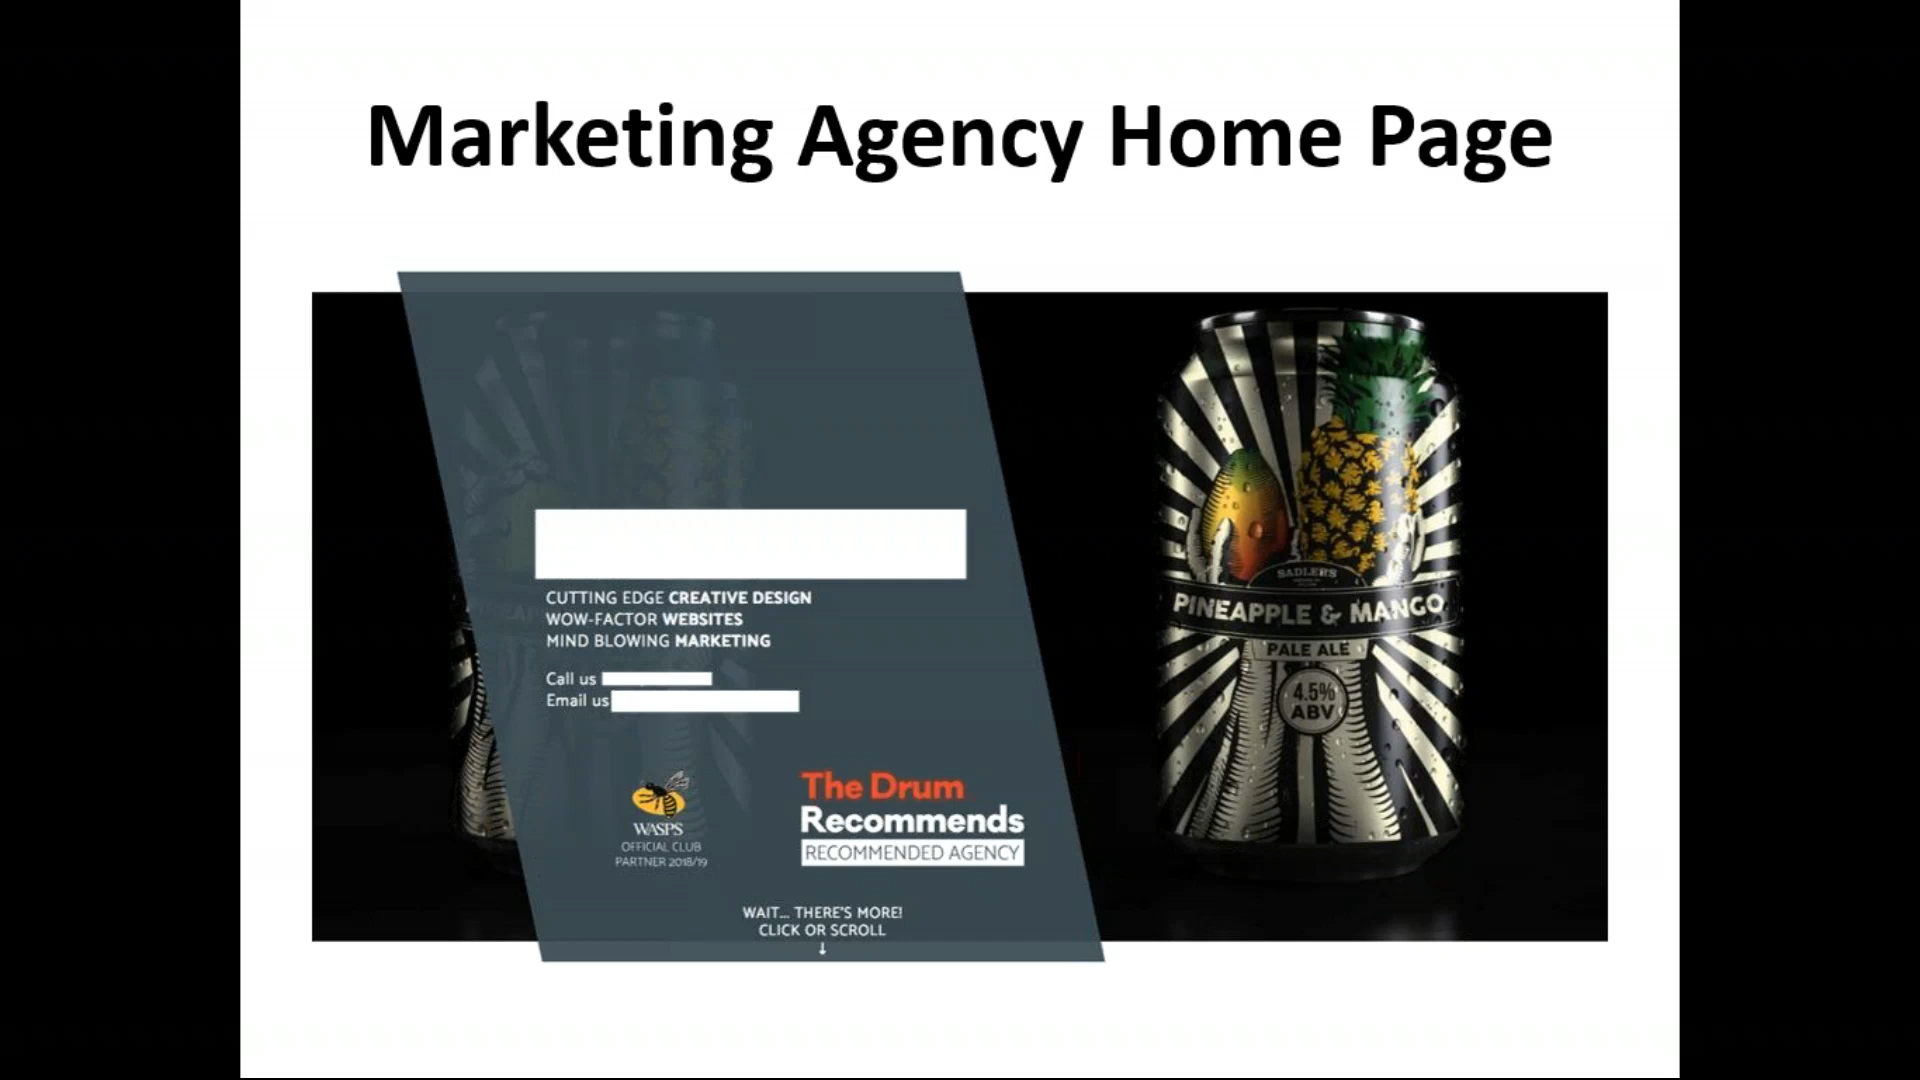 Marketing Agency Home Page
CUTTING EDGE CREATIVE DESIGN
WOW-FACTOR WEBSITES
MIND BLOWING MARKETING
Call us
Email us
WASPS
OFFICIAL CLUB
PARTNER 2018/19
The Drum
Recommends
RECOMMENDED AGENCY
WAIT... THERE'S MORE!
CLICK OR SCROLL
↓
SADLER'S
PINEAPPLE & MANGO
PALE ALE
4.5%
ABV